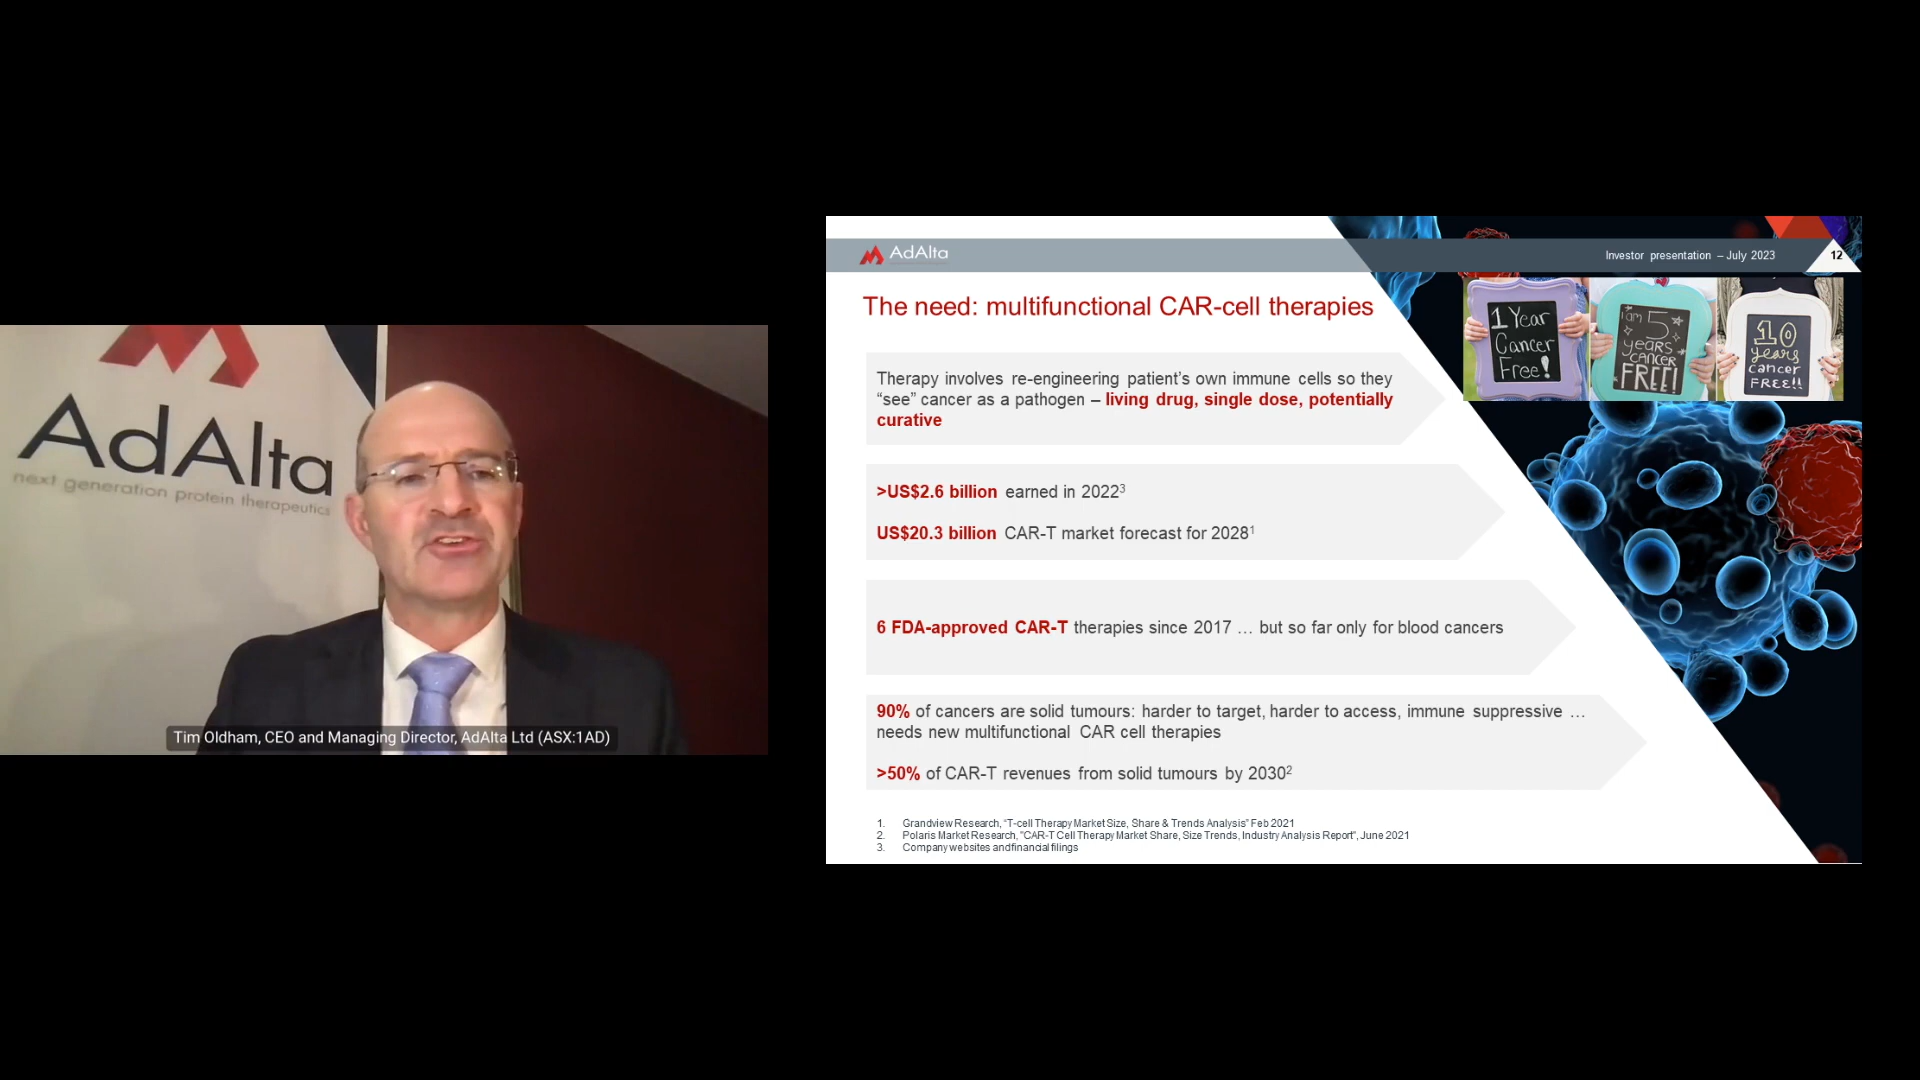 AdAlta
next generation protein therapeutics
Tim Oldham, CEO and Managing Director, AdAlta Ltd (ASX:1AD)
AdAlta
Investor presentation – July 2023
12
The need: multifunctional CAR-cell therapies
1 Year
Cancer
Free!
I am 5
years
CANCER
FREE!
10
years
cancer
FREE!!
Therapy involves re-engineering patient’s own immune cells so they
“see” cancer as a pathogen – living drug, single dose, potentially
curative
>US$2.6 billion earned in 2022³
US$20.3 billion CAR-T market forecast for 2028¹
6 FDA-approved CAR-T therapies since 2017 … but so far only for blood cancers
90% of cancers are solid tumours: harder to target, harder to access, immune suppressive …
needs new multifunctional CAR cell therapies
>50% of CAR-T revenues from solid tumours by 2030²
1. Grandview Research, “T-cell Therapy Market Size, Share & Trends Analysis” Feb 2021
2. Polaris Market Research, “CAR-T Cell Therapy Market Share, Size Trends, Industry Analysis Report”, June 2021
3. Company websites and financial filings